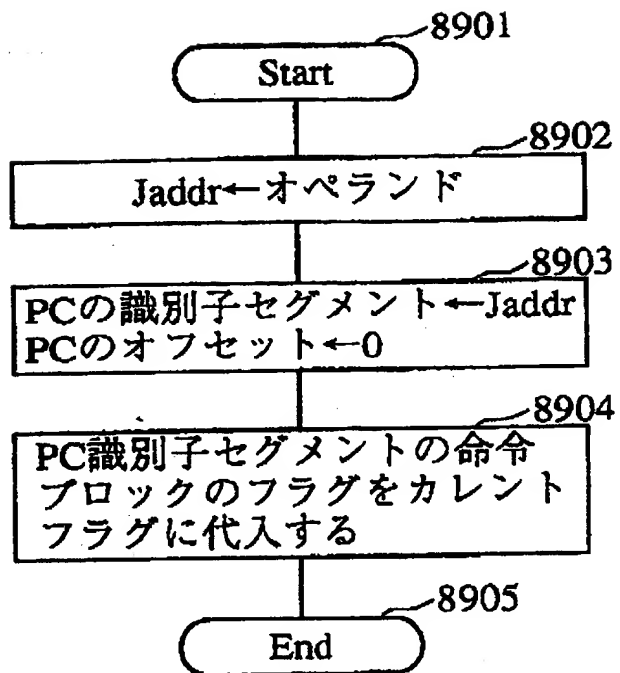 8901
Start
8902
Jaddr←オペランド
8903
PCの識別子セグメント←Jaddr
PCのオフセット←0
8904
PC識別子セグメントの命令
ブロックのフラグをカレント
フラグに代入する
8905
End